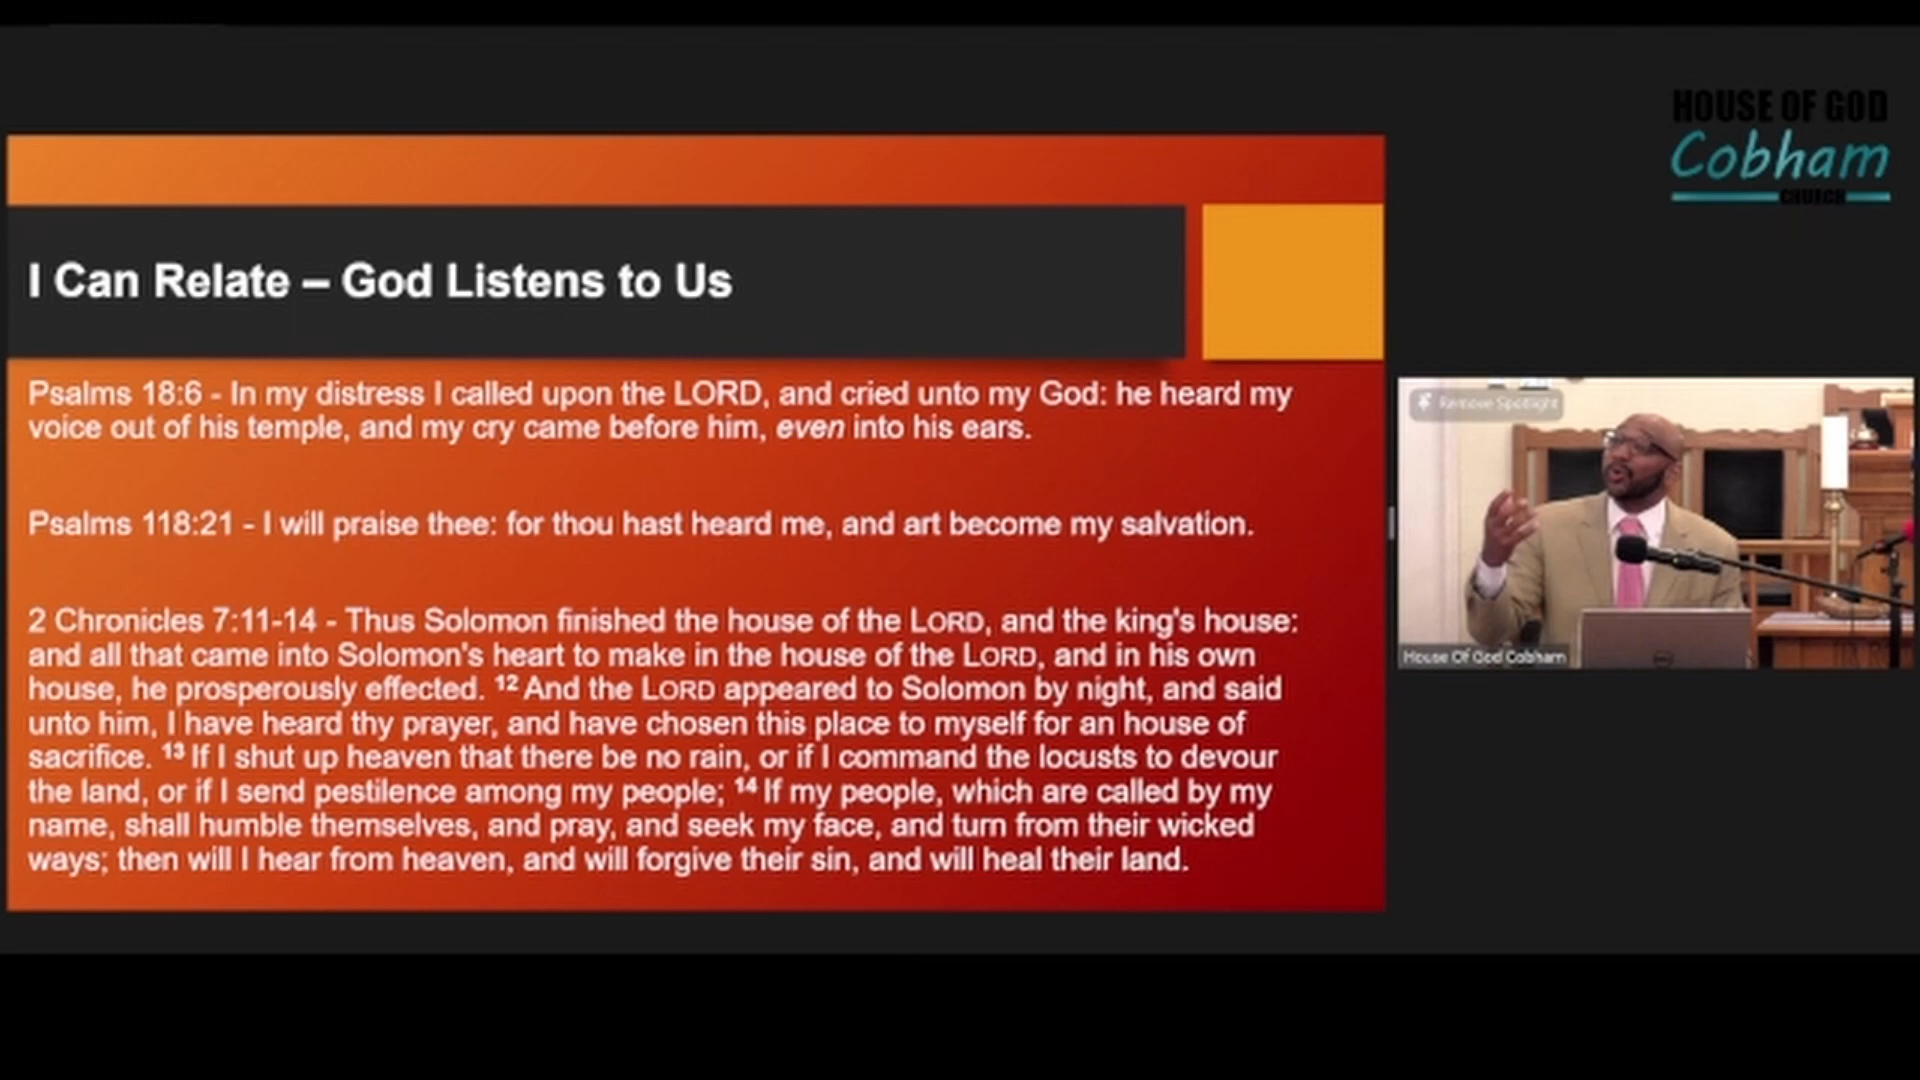 HOUSE OF GOD
Cobham
CHURCH
I Can Relate – God Listens to Us
Psalms 18:6 - In my distress I called upon the LORD, and cried unto my God: he heard my
voice out of his temple, and my cry came before him, even into his ears.
Psalms 118:21 - I will praise thee: for thou hast heard me, and art become my salvation.
2 Chronicles 7:11-14 - Thus Solomon finished the house of the LORD, and the king's house:
and all that came into Solomon's heart to make in the house of the LORD, and in his own
house, he prosperously effected. 12 And the LORD appeared to Solomon by night, and said
unto him, I have heard thy prayer, and have chosen this place to myself for an house of
sacrifice. 13 If I shut up heaven that there be no rain, or if I command the locusts to devour
the land, or if I send pestilence among my people; 14 If my people, which are called by my
name, shall humble themselves, and pray, and seek my face, and turn from their wicked
ways; then will I hear from heaven, and will forgive their sin, and will heal their land.
Remove Spotlight
House Of God Cobham